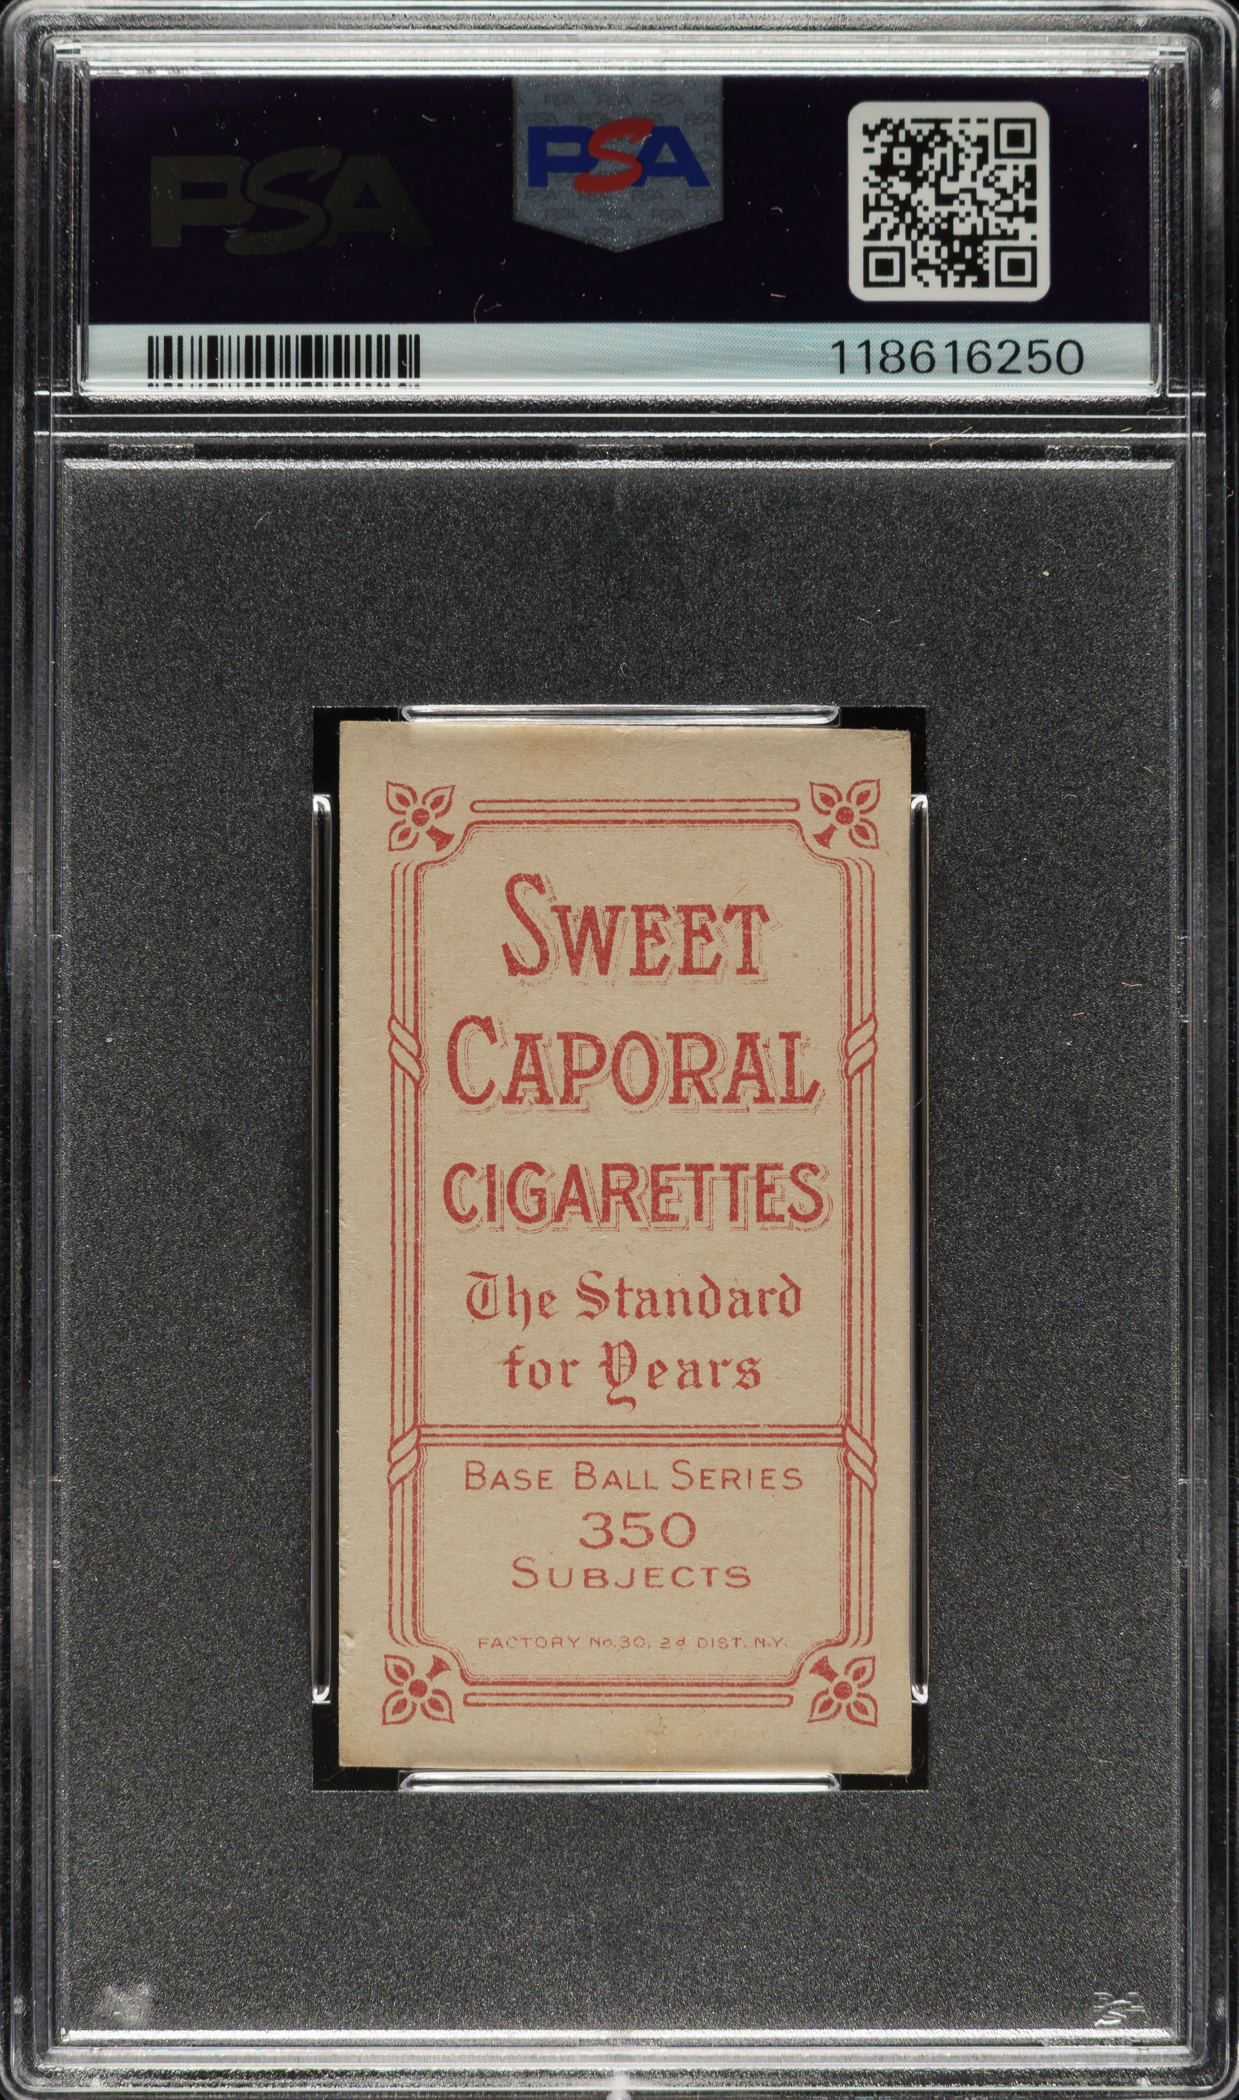 PSA
PSA
118616250
SWEET
CAPORAL
CIGARETTES
The Standard
for Years
BASE BALL SERIES
350
SUBJECTS
FACTORY No. 30, 2d DIST. N.Y.